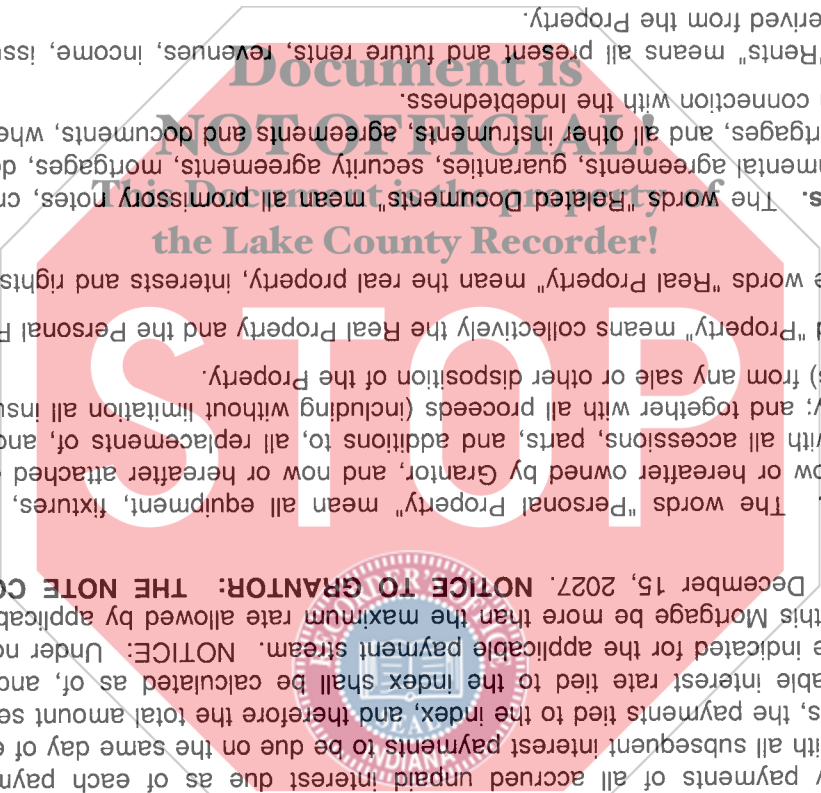 y payments of all accrued unpaid interest due as of each paym
ith all subsequent interest payments to be due on the same day of e
s, the payments tied to the index, and therefore the total amount se
able interest rate tied to the index shall be calculated as of, and
e indicated for the applicable payment stream. NOTICE: Under no
this Mortgage be more than the maximum rate allowed by applicab
December 15, 2027. NOTICE TO GRANTOR: THE NOTE CO
. The words "Personal Property" mean all equipment, fixtures,
ow or hereafter owned by Grantor, and now or hereafter attached
with all accessions, parts, and additions to, all replacements of, and
y; and together with all proceeds (including without limitation all insu
s) from any sale or other disposition of the Property.
d "Property" means collectively the Real Property and the Personal P
e words "Real Property" mean the real property, interests and rights
s. The words "Related Documents" mean all promissory notes, cr
nmental agreements, guaranties, security agreements, mortgages, de
rtgages, and all other instruments, agreements and documents, whe
connection with the Indebtedness.
"Rents" means all present and future rents, revenues, income, issu
erived from the Property.
Document is
NOT OFFICIAL!
This Document is the property of
the Lake County Recorder!
STOP
RECORDER OFFICE
SEAL
INDIANA